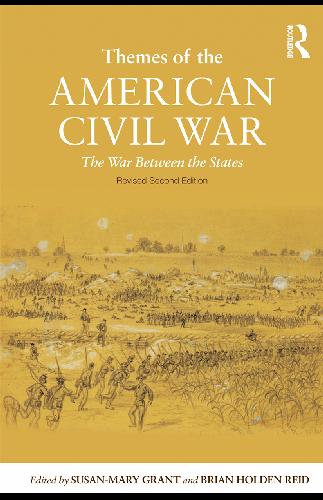 ROUTLEDGE
Themes of the
AMERICAN
CIVIL WAR
The War Between the States
Revised Second Edition
Edited by SUSAN-MARY GRANT and BRIAN HOLDEN REID